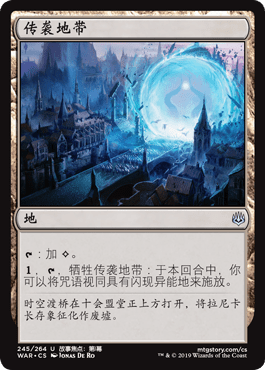 传袭地带
地
：加。
1，，牺牲传袭地带：于本回合中，你
可以将咒语视同具有闪现异能地来施放。
时空渡桥在十会盟堂正上方打开，将拉尼卡
长存象征化作废墟。
245/264 U 故事焦点：第1幕
WAR • CS JONAS DE RO
mtgstory.com/cs
™ & © 2019 Wizards of the Coast